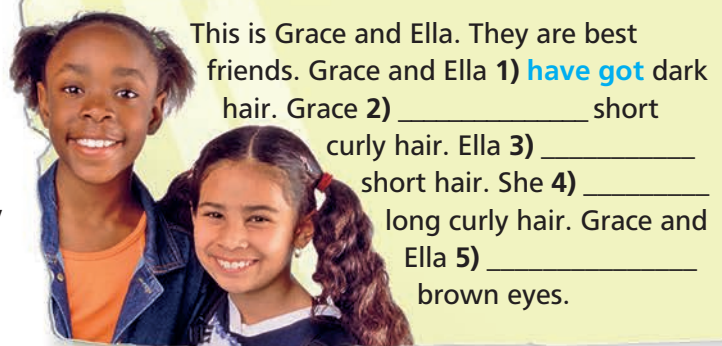 This is Grace and Ella. They are best
friends. Grace and Ella 1) have got dark
hair. Grace 2) ______________ short
curly hair. Ella 3) ___________
short hair. She 4) _________
long curly hair. Grace and
Ella 5) _______________
brown eyes.